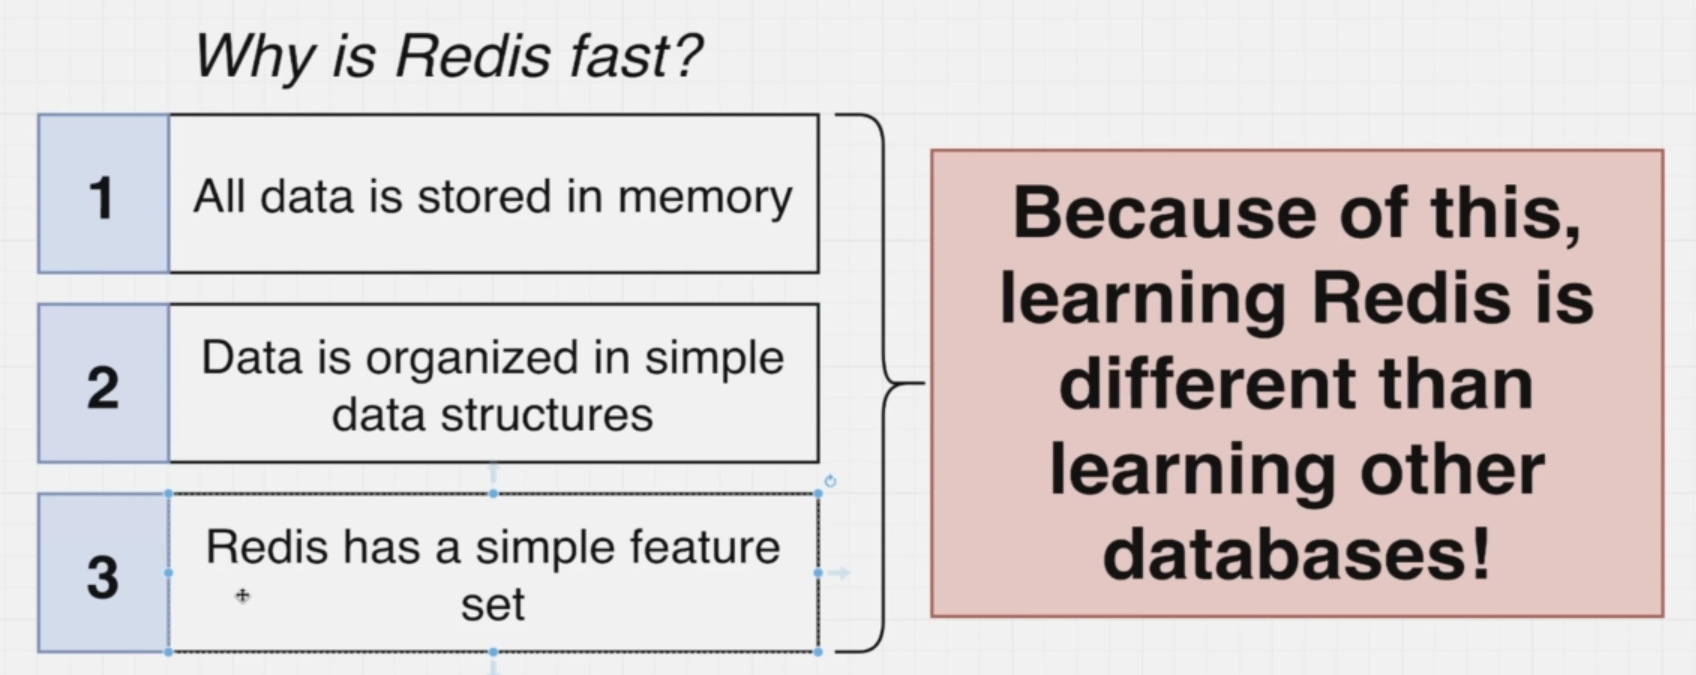 Why is Redis fast?
1
All data is stored in memory
2
Data is organized in simple
data structures
3
Redis has a simple feature
set
Because of this,
learning Redis is
different than
learning other
databases!